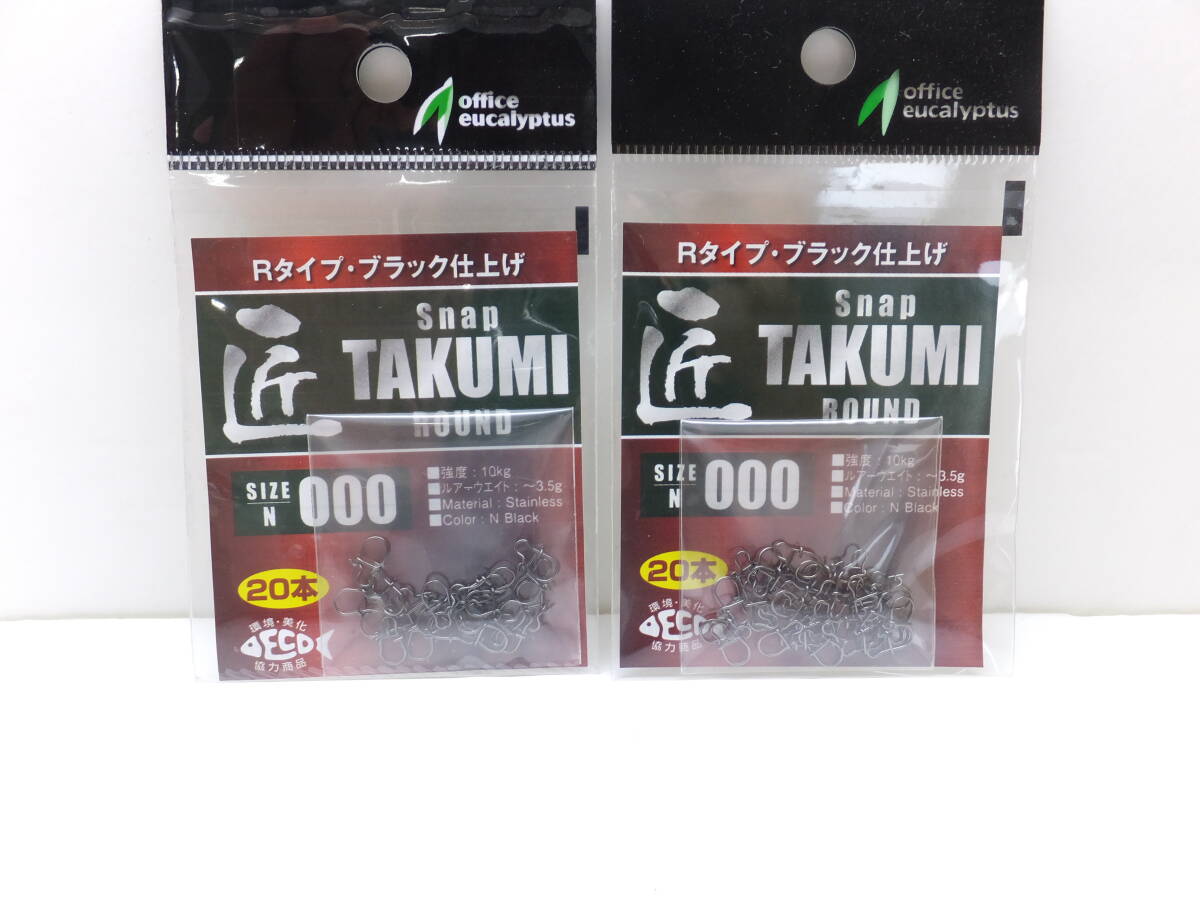 office
eucalyptus
Rタイプ・ブラック仕上げ
匠
Snap
TAKUMI
ROUND
SIZE
N
000
■強度：10kg
■ルアーウエイト：～3.5g
■Material：Stainless
■Color：N Black
20本
環境・美化
ECO
協力商品
office
eucalyptus
Rタイプ・ブラック仕上げ
匠
Snap
TAKUMI
ROUND
SIZE
N
000
■強度：10kg
■ルアーウエイト：～3.5g
■Material：Stainless
■Color：N Black
20本
環境・美化
ECO
協力商品